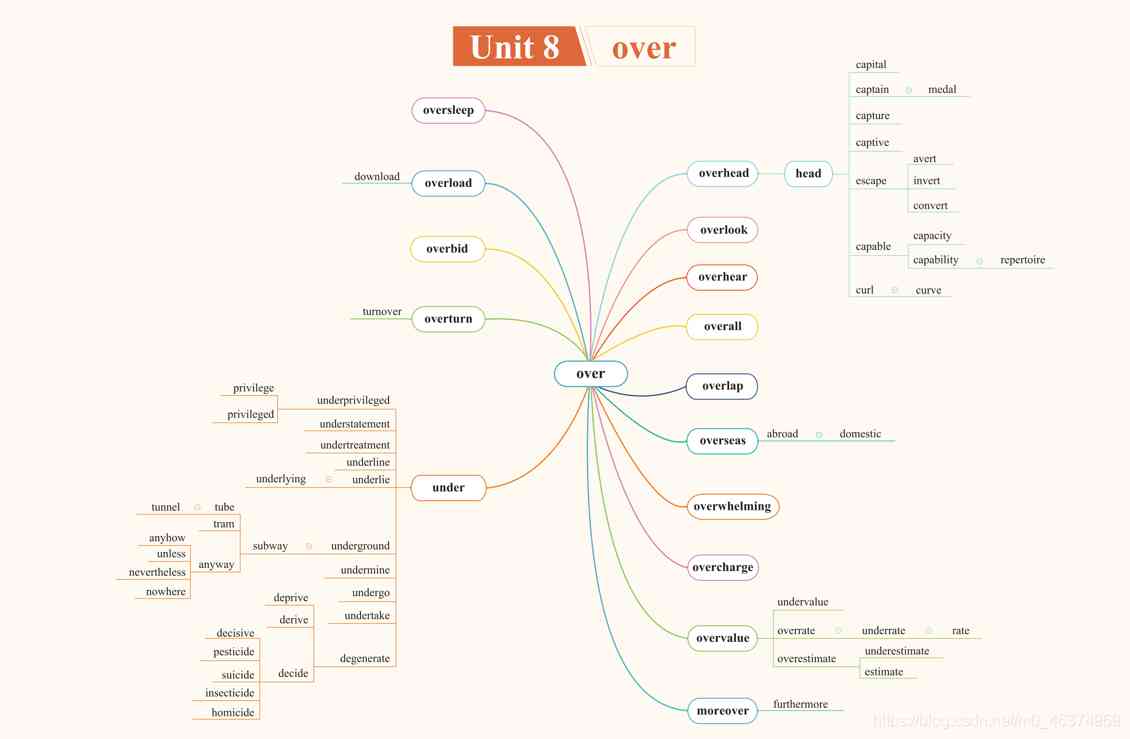 Unit 8 over
over
oversleep
overload
download
overbid
overturn
turnover
under
underprivileged
privilege
privileged
understatement
undertreatment
underline
underlie
underlying
underground
subway
tube
tunnel
tram
anyway
anyhow
unless
nevertheless
nowhere
undermine
undergo
undertake
degenerate
deprive
derive
decide
decisive
pesticide
suicide
insecticide
homicide
overhead
head
capital
captain
medal
capture
captive
escape
avert
invert
convert
capable
capacity
capability
repertoire
curl
curve
overlook
overhear
overall
overlap
overseas
abroad
domestic
overwhelming
overcharge
overvalue
undervalue
overrate
underrate
rate
overestimate
underestimate
estimate
moreover
furthermore
https://blog.csdn.net/m0_46374969